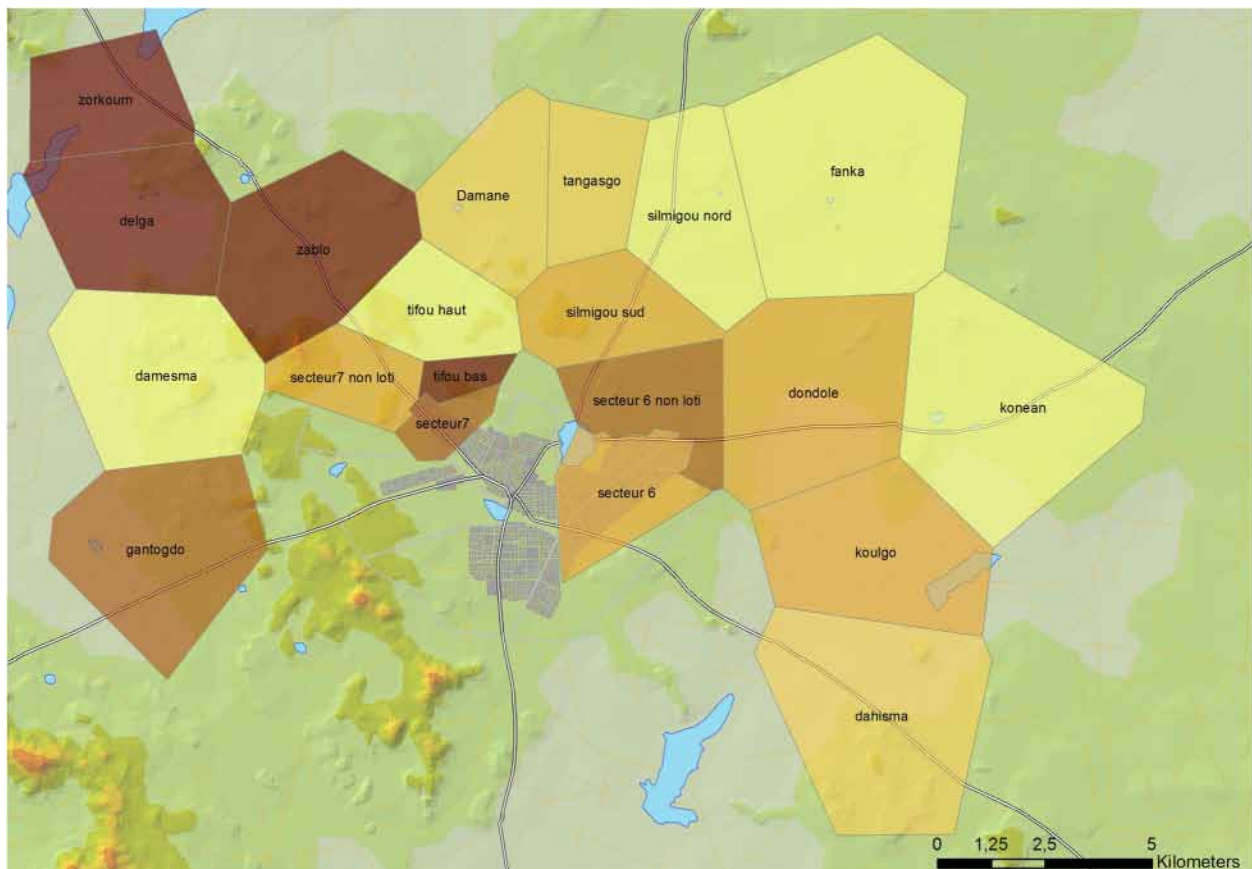 zorkoum
delga
zablo
Damane
tangasgo
silmigou nord
fanka
tifou haut
silmigou sud
damesma
secteur7 non loti
tifou bas
secteur7
secteur 6 non loti
dondole
konean
secteur 6
gantogdo
koulgo
dahisma
0 1,25 2,5 5
Kilometers